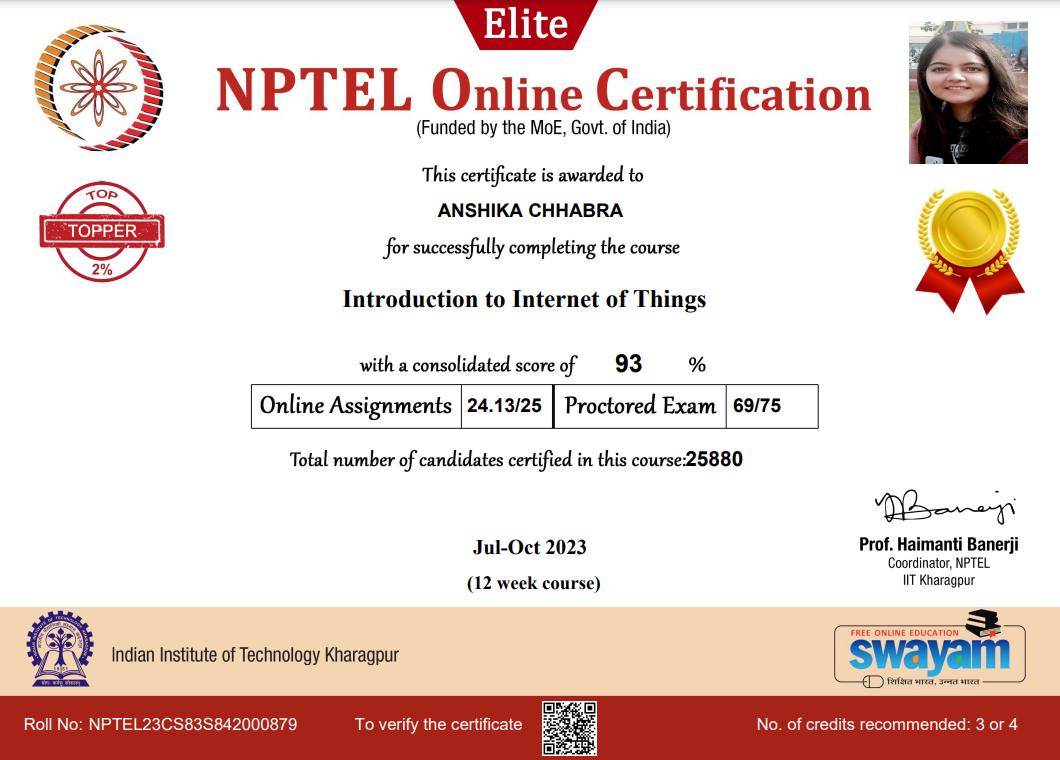 Elite
NPTEL Online Certification
(Funded by the MoE, Govt. of India)
TOP
TOPPER
2%
This certificate is awarded to
ANSHIKA CHHABRA
for successfully completing the course
Introduction to Internet of Things
with a consolidated score of 93 %
Online Assignments 24.13/25 Proctored Exam 69/75
Total number of candidates certified in this course:25880
Banerji
Prof. Haimanti Banerji
Coordinator, NPTEL
IIT Kharagpur
Jul-Oct 2023
(12 week course)
Indian Institute of Technology Kharagpur
FREE ONLINE EDUCATION
swayam
शिक्षित भारत, उन्नत भारत
Roll No: NPTEL23CS83S842000879 To verify the certificate No. of credits recommended: 3 or 4